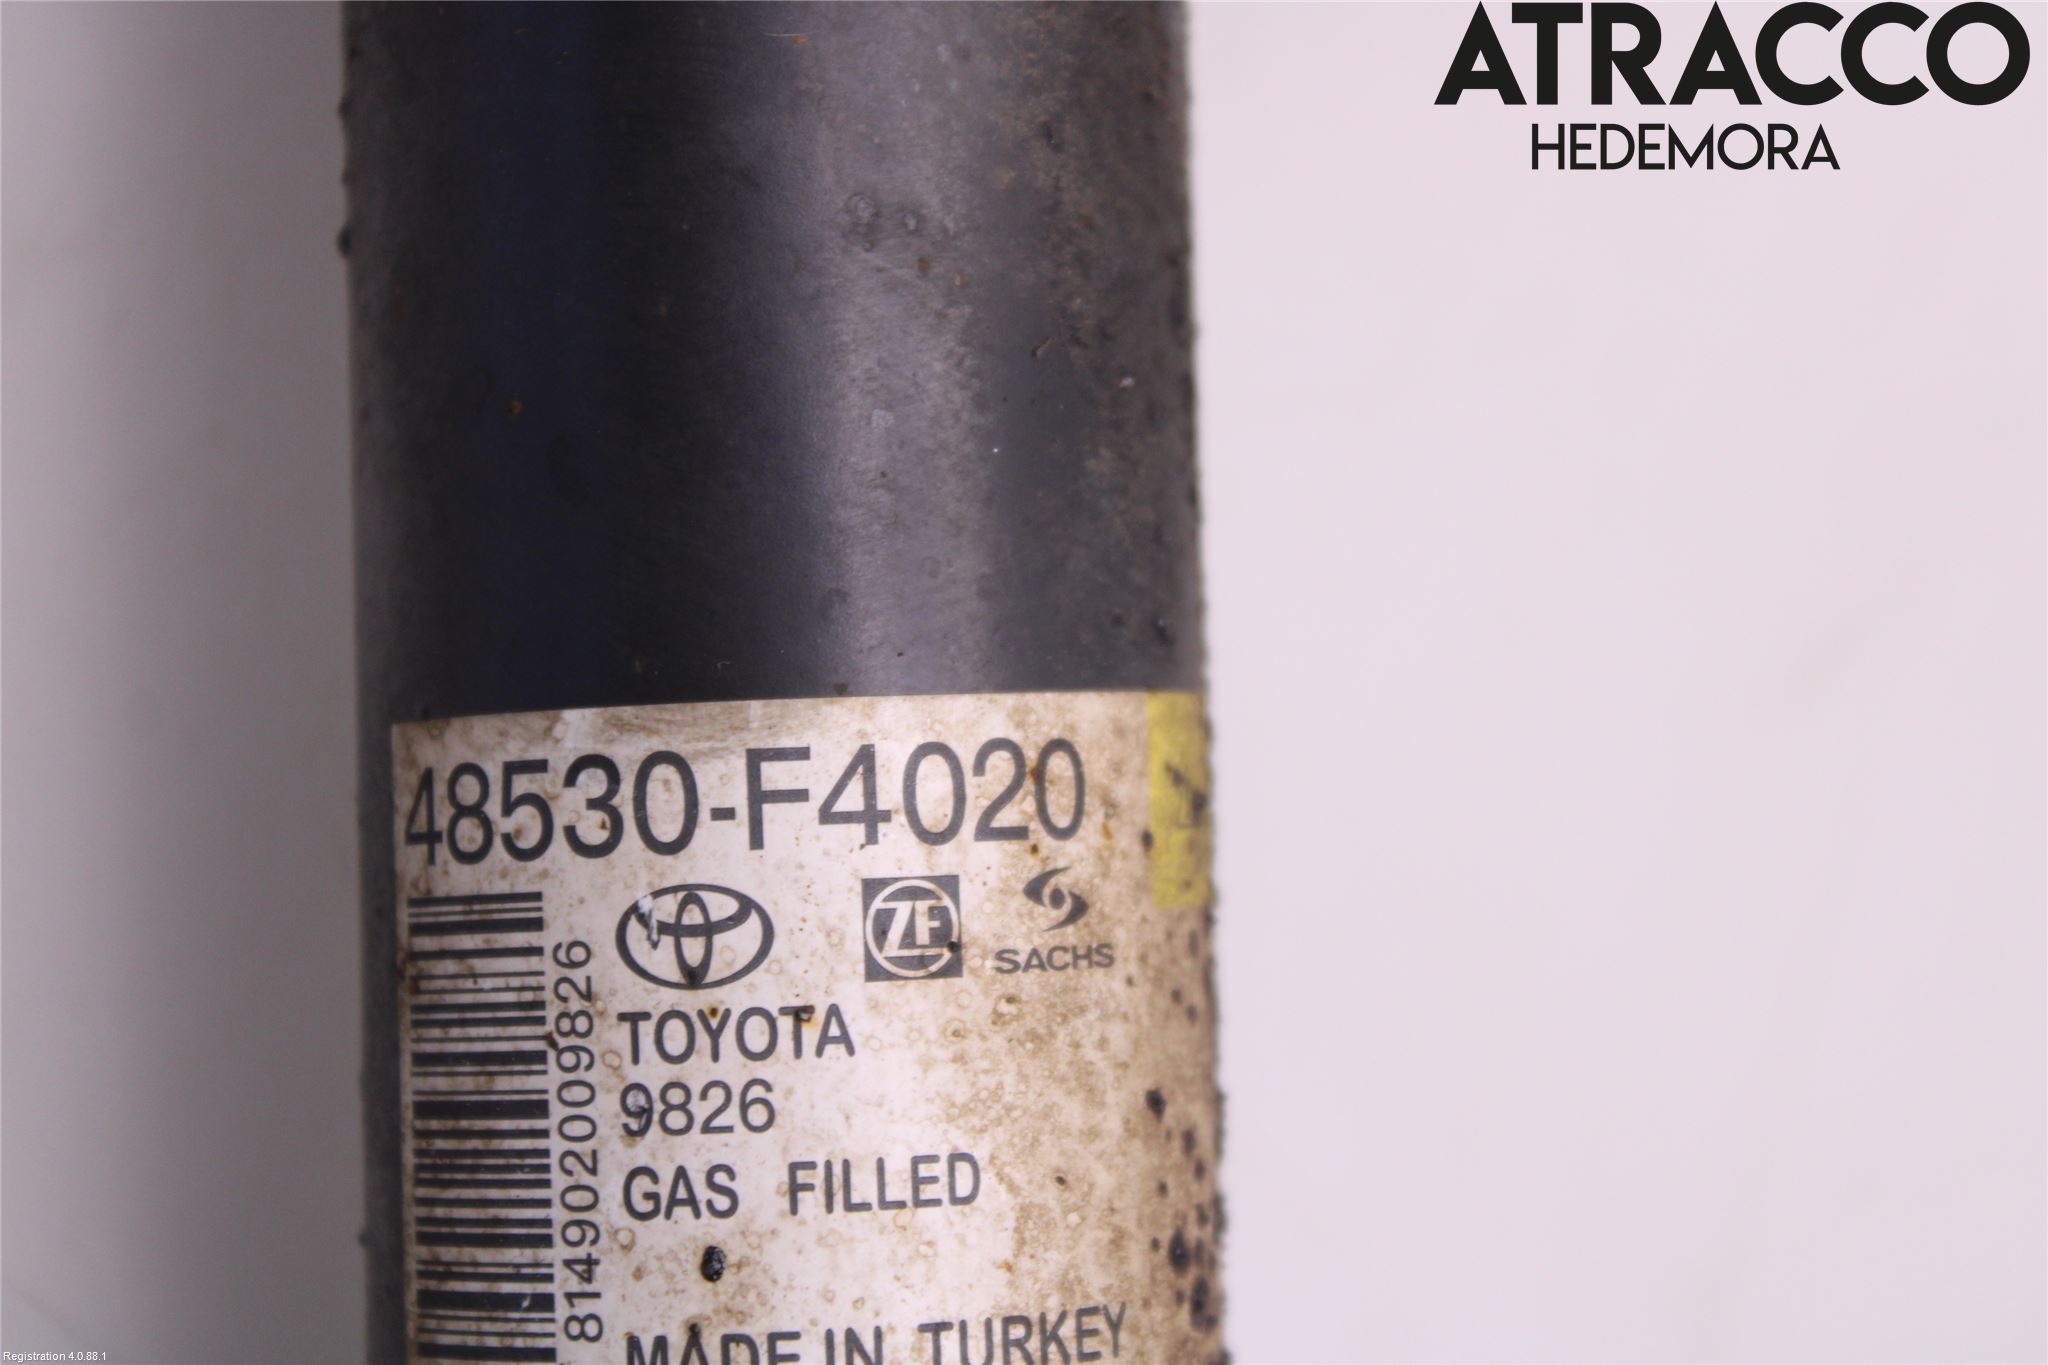 ATRACCO
HEDEMORA
48530-F4020
ZF
SACHS
TOYOTA
9826
GAS FILLED
MADE IN TURKEY
8149020009826
Registration 4.0.88.1